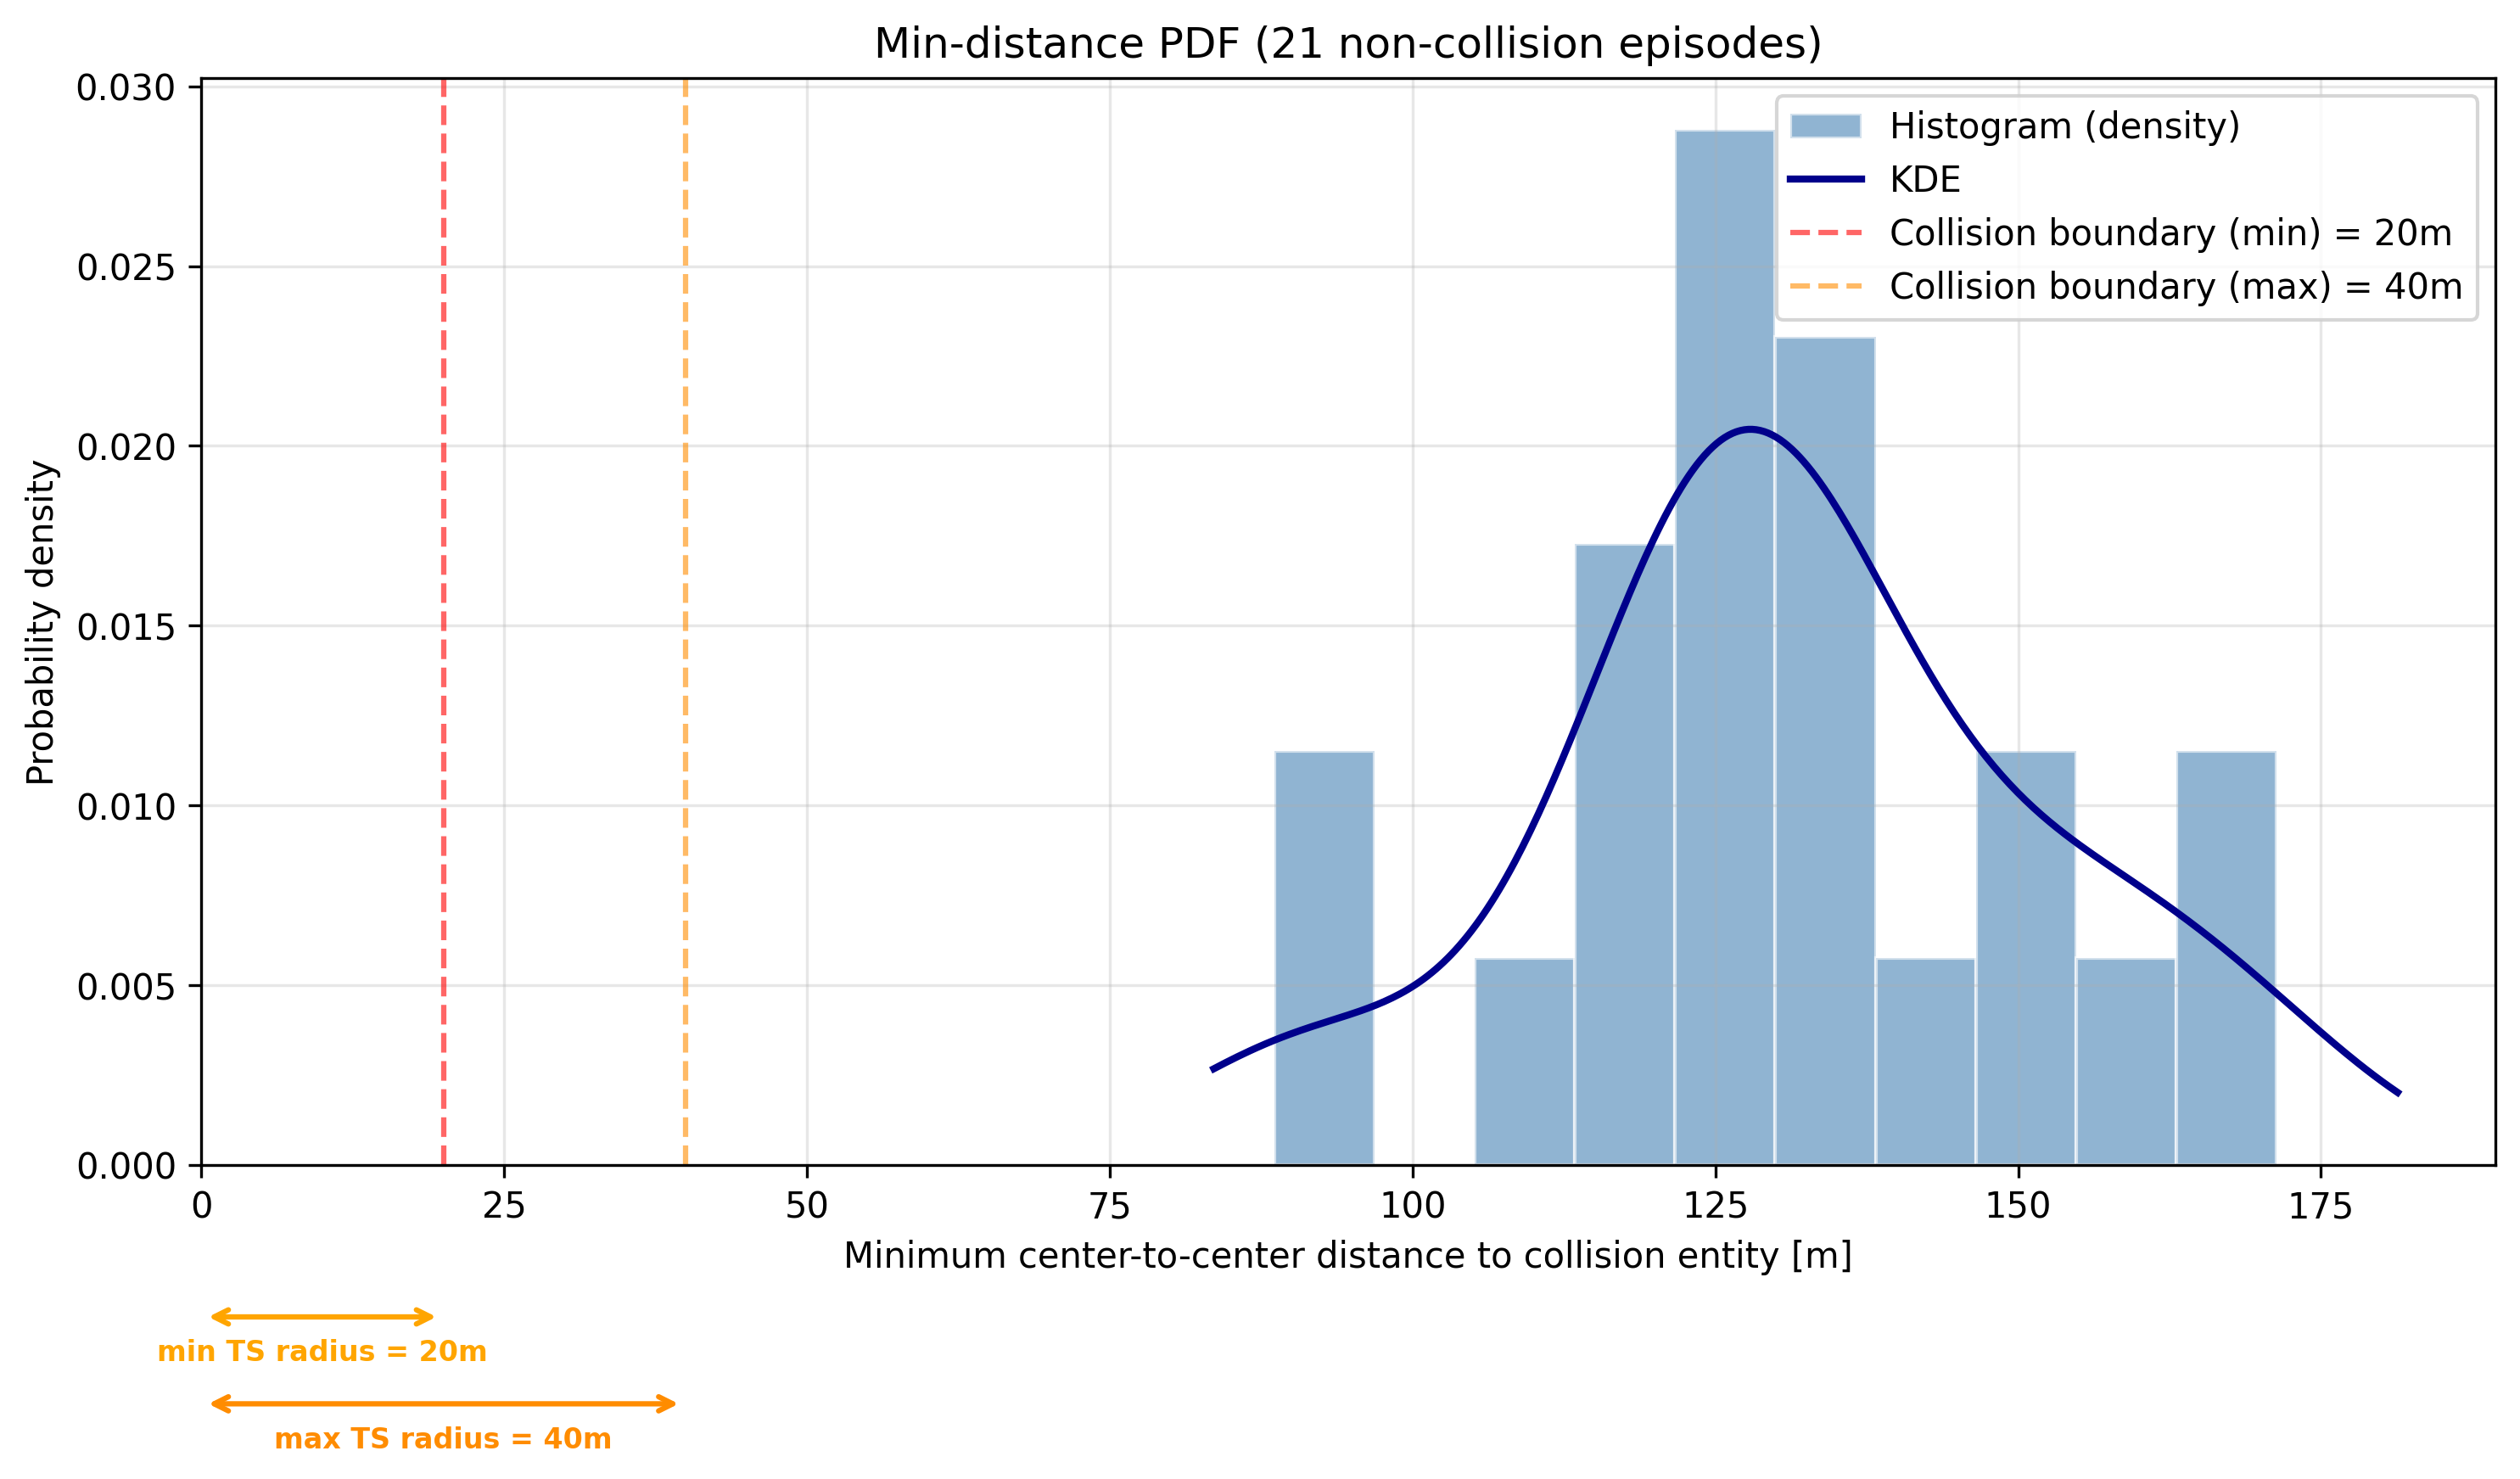 Min-distance PDF (21 non-collision episodes)
0.030
0.025
0.020
0.015
0.010
0.005
0.000
Probability density
Histogram (density)
KDE
Collision boundary (min) = 20m
Collision boundary (max) = 40m
0 25 50 75 100 125 150 175
Minimum center-to-center distance to collision entity [m]
min TS radius = 20m
max TS radius = 40m